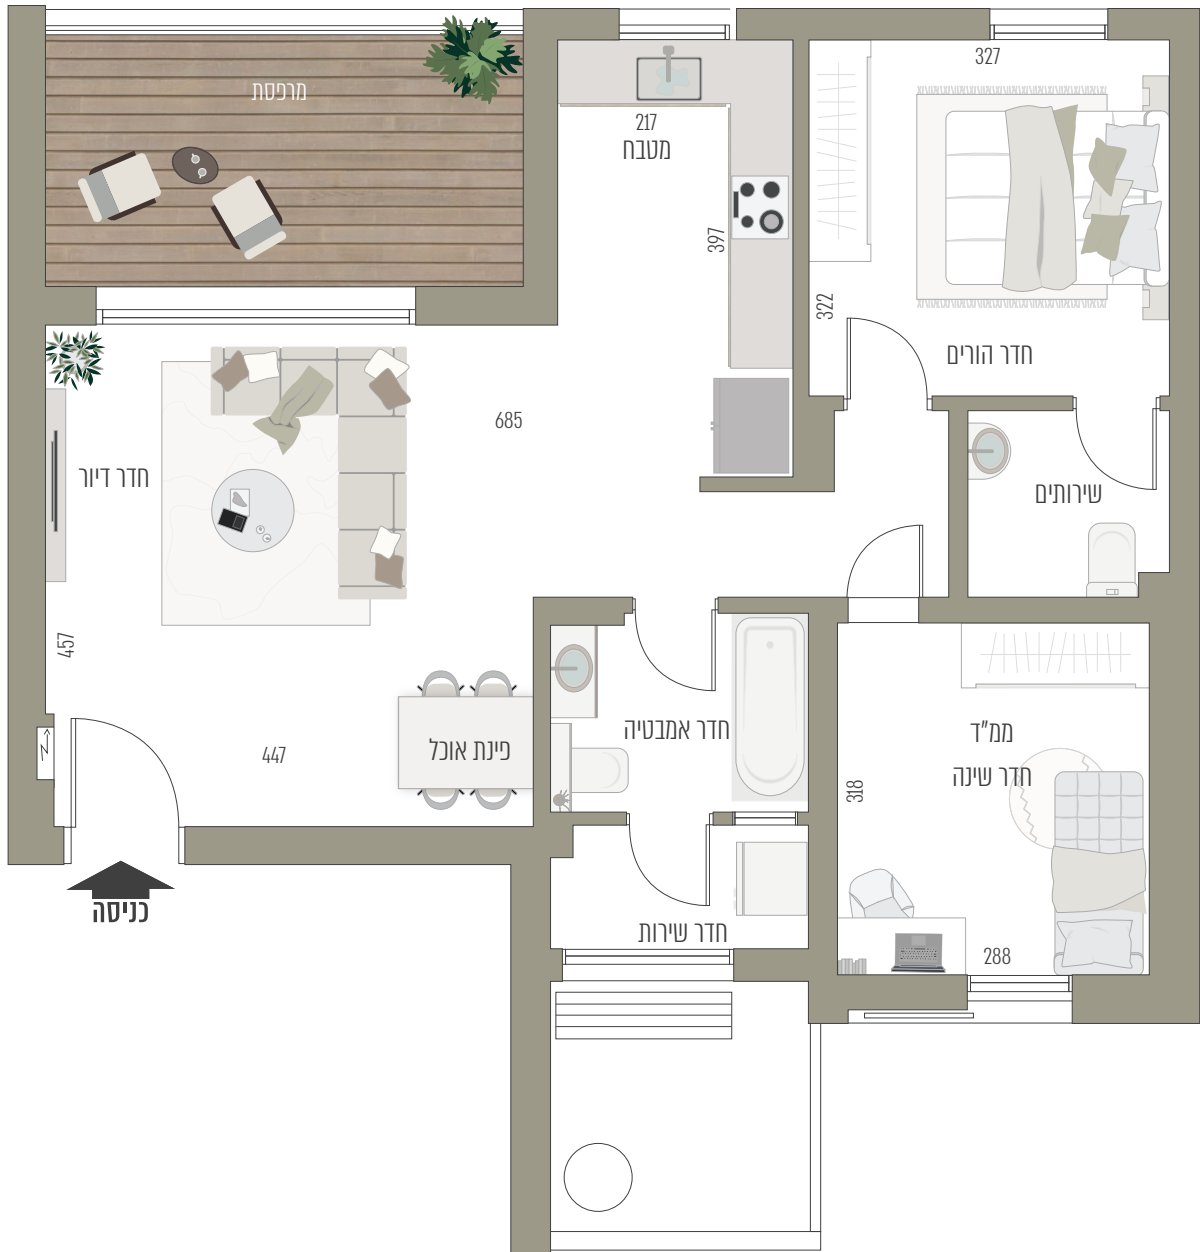 מרפסת
217
מטבח
397
327
322
חדר הורים
685
חדר דיור
שירותים
457
447
פינת אוכל
חדר אמבטיה
ממ"ד
חדר שינה
318
288
כניסה
חדר שירות